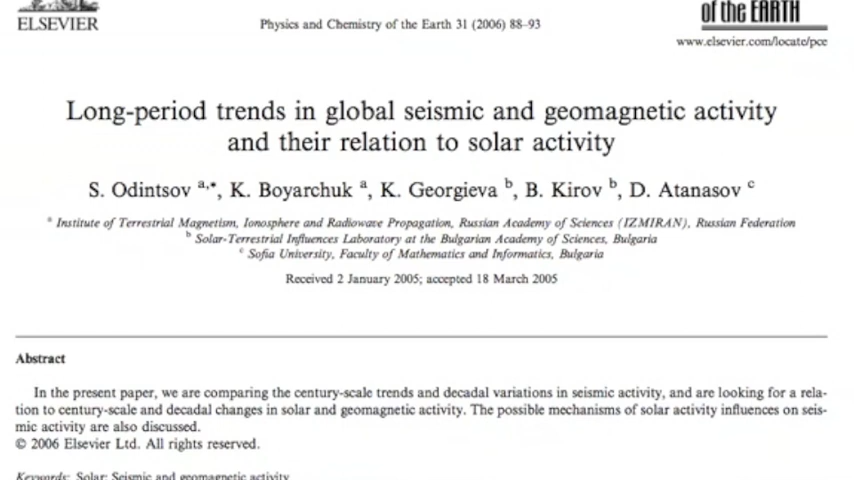 of the EARTH
ELSEVIER
Physics and Chemistry of the Earth 31 (2006) 88–93
www.elsevier.com/locate/pce
Long-period trends in global seismic and geomagnetic activity
and their relation to solar activity
S. Odintsov a,*, K. Boyarchuk a, K. Georgieva b, B. Kirov b, D. Atanasov c
a Institute of Terrestrial Magnetism, Ionosphere and Radiowave Propagation, Russian Academy of Sciences (IZMIRAN), Russian Federation
b Solar-Terrestrial Influences Laboratory at the Bulgarian Academy of Sciences, Bulgaria
c Sofia University, Faculty of Mathematics and Informatics, Bulgaria
Received 2 January 2005; accepted 18 March 2005
Abstract
In the present paper, we are comparing the century-scale trends and decadal variations in seismic activity, and are looking for a rela-
tion to century-scale and decadal changes in solar and geomagnetic activity. The possible mechanisms of solar activity influences on seis-
mic activity are also discussed.
© 2006 Elsevier Ltd. All rights reserved.
Keywords: Solar; Seismic and geomagnetic activity